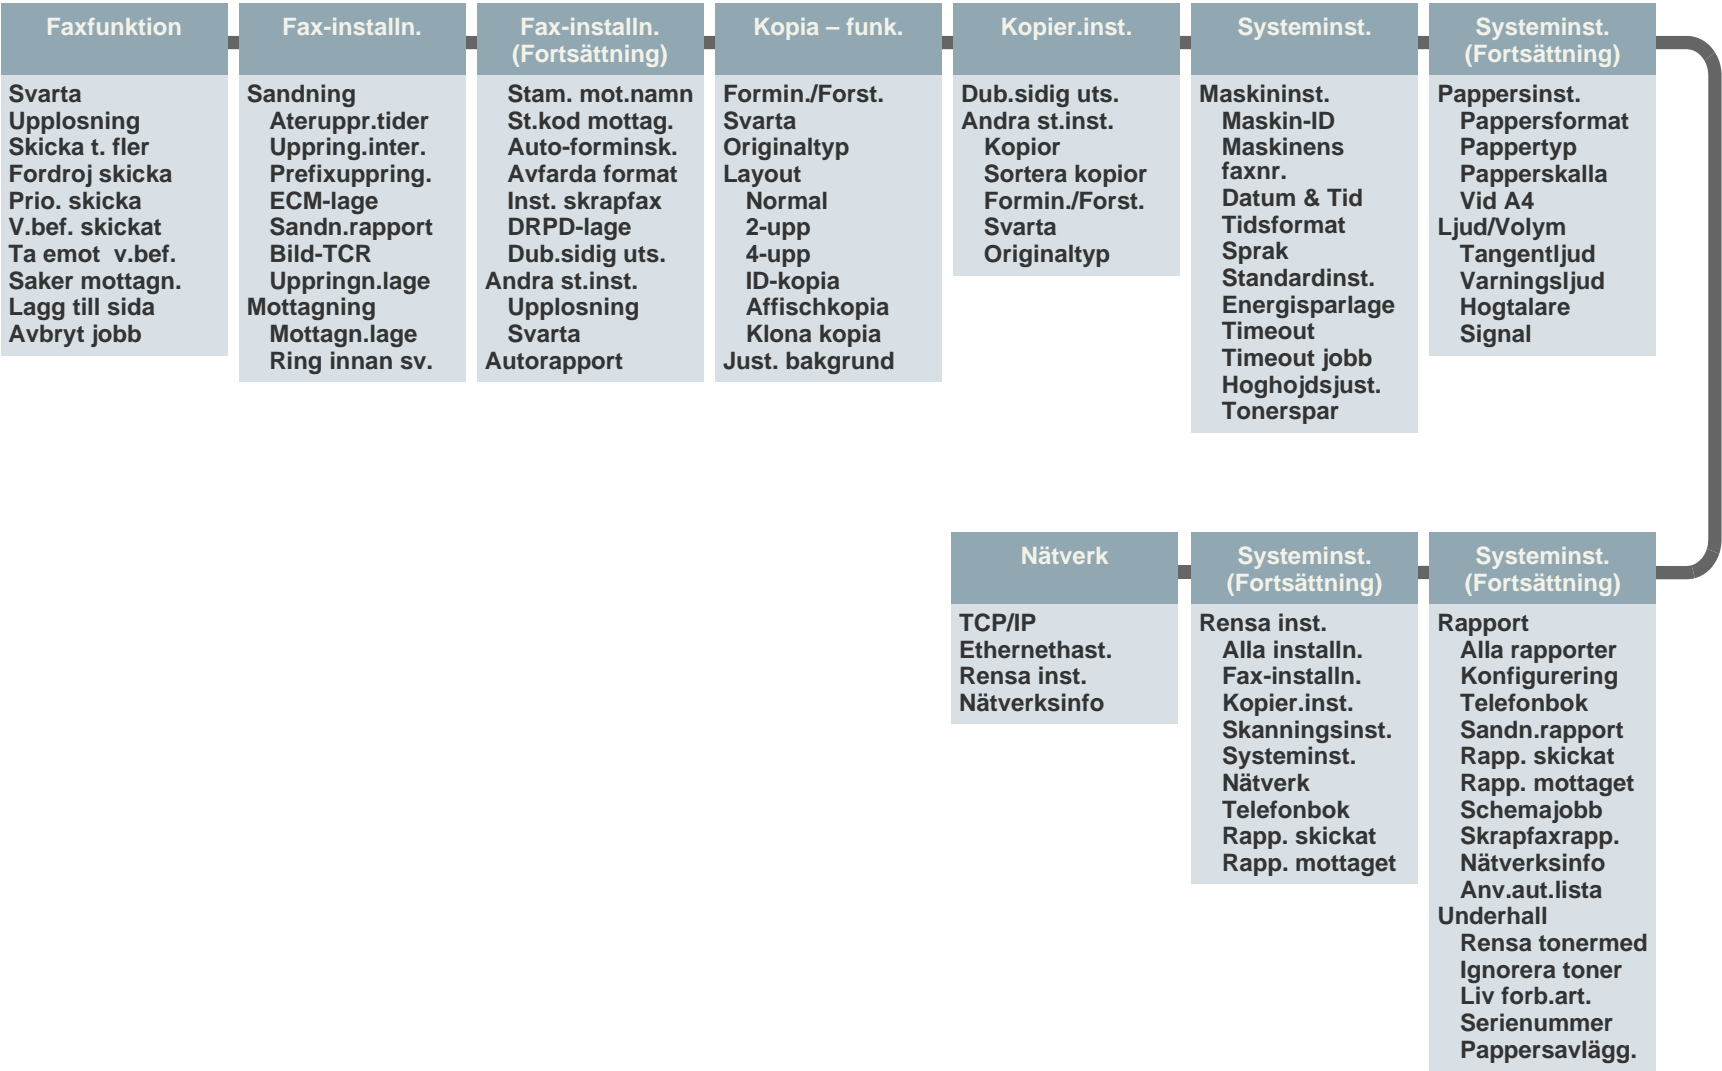 Faxfunktion
Svarta
Upplosning
Skicka t. fler
Fordroj skicka
Prio. skicka
V.bef. skickat
Ta emot  v.bef.
Saker mottagn.
Lagg till sida
Avbryt jobb
Fax-installn.
Sandning
Ateruppr.tider
Uppring.inter.
Prefixuppring.
ECM-lage
Sandn.rapport
Bild-TCR
Uppringn.lage
Mottagning
Mottagn.lage
Ring innan sv.
Fax-installn.
(Fortsättning)
Stam. mot.namn
St.kod mottag.
Auto-forminsk.
Avfarda format
Inst. skrapfax
DRPD-lage
Dub.sidig uts.
Andra st.inst.
Upplosning
Svarta
Autorapport
Kopia – funk.
Formin./Forst.
Svarta
Originaltyp
Layout
Normal
2-upp
4-upp
ID-kopia
Affischkopia
Klona kopia
Just. bakgrund
Kopier.inst.
Dub.sidig uts.
Andra st.inst.
Kopior
Sortera kopior
Formin./Forst.
Svarta
Originaltyp
Systeminst.
Maskininst.
Maskin-ID
Maskinens
faxnr.
Datum & Tid
Tidsformat
Sprak
Standardinst.
Energisparlage
Timeout
Timeout jobb
Hoghojdsjust.
Tonerspar
Systeminst.
(Fortsättning)
Pappersinst.
Pappersformat
Pappertyp
Papperskalla
Vid A4
Ljud/Volym
Tangentljud
Varningsljud
Hogtalare
Signal
Nätverk
TCP/IP
Ethernethast.
Rensa inst.
Nätverksinfo
Systeminst.
(Fortsättning)
Rensa inst.
Alla installn.
Fax-installn.
Kopier.inst.
Skanningsinst.
Systeminst.
Nätverk
Telefonbok
Rapp. skickat
Rapp. mottaget
Systeminst.
(Fortsättning)
Rapport
Alla rapporter
Konfigurering
Telefonbok
Sandn.rapport
Rapp. skickat
Rapp. mottaget
Schemajobb
Skrapfaxrapp.
Nätverksinfo
Anv.aut.lista
Underhall
Rensa tonermed
Ignorera toner
Liv forb.art.
Serienummer
Pappersavlägg.